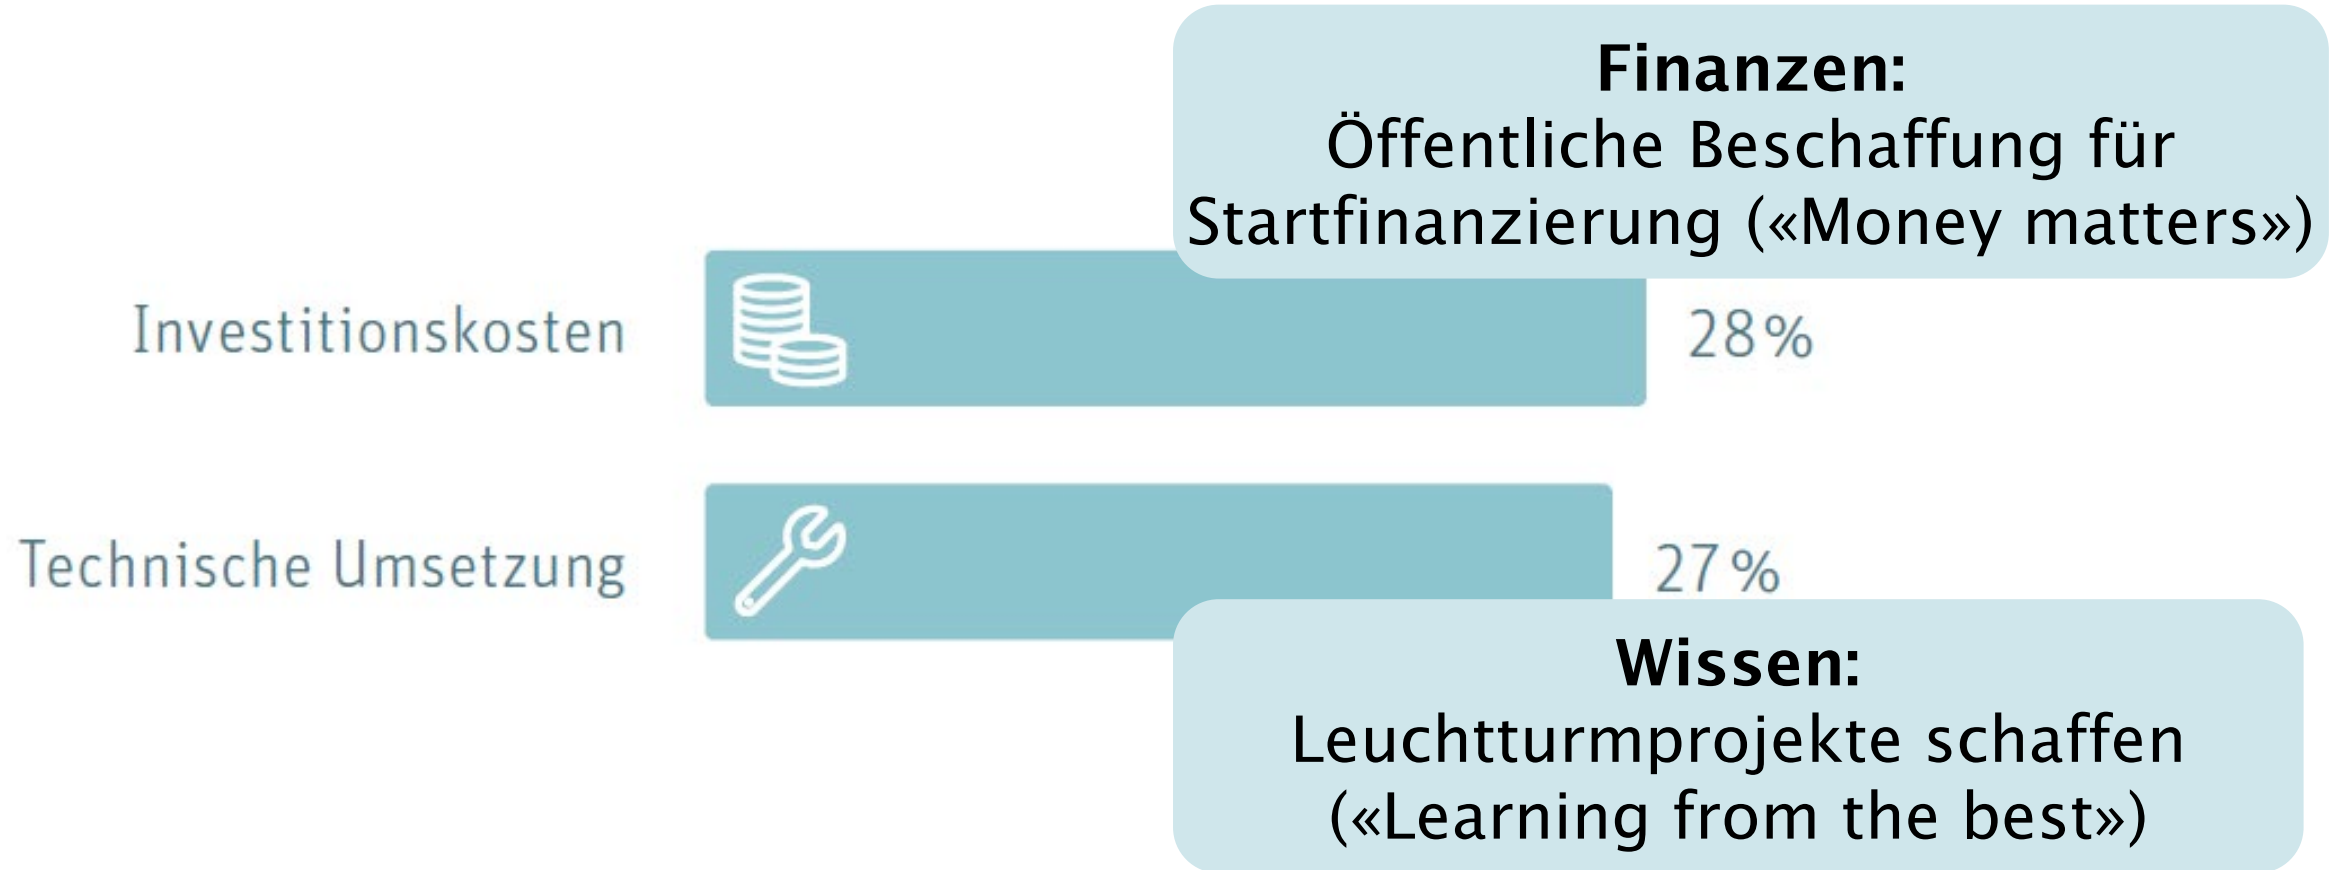 Finanzen:
Öffentliche Beschaffung für
Startfinanzierung («Money matters»)
Investitionskosten
28%
Technische Umsetzung
27%
Wissen:
Leuchtturmprojekte schaffen
(«Learning from the best»)